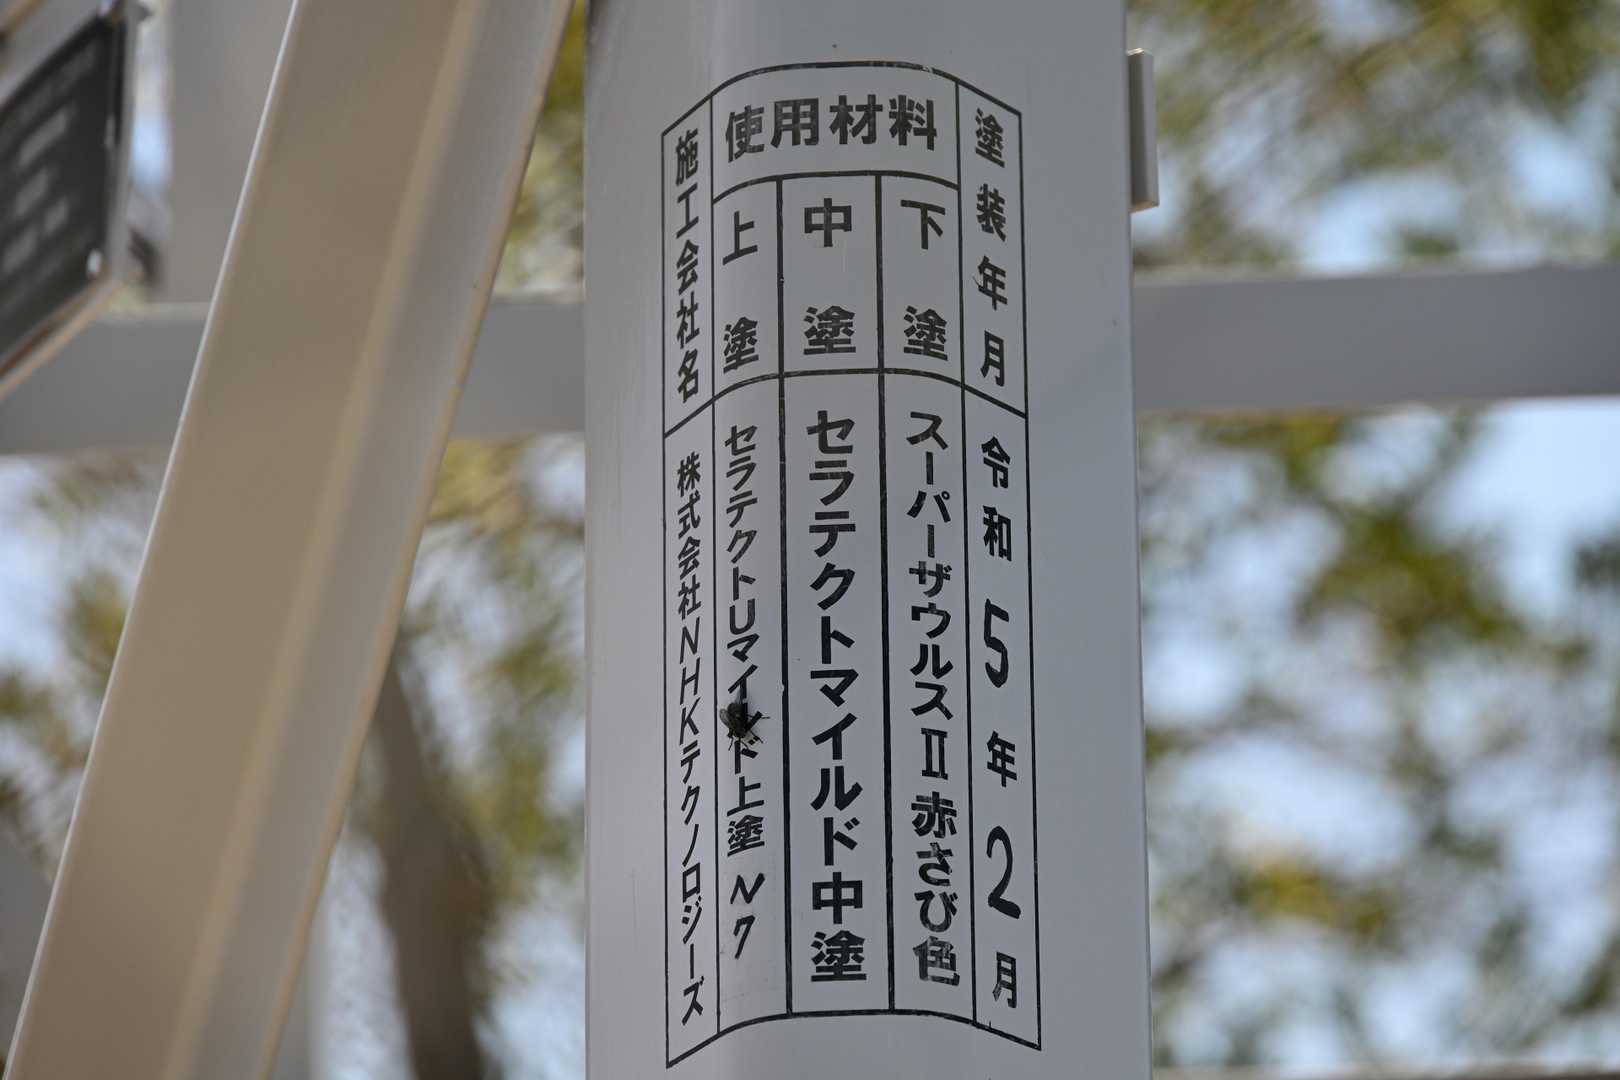 塗装年月
令和5年2月
使用材料
下塗
スーパーザウルスⅡ赤さび色
中塗
セラテクトマイルド中塗
上塗
セラテクトUマイルド上塗 N7
施工会社名
株式会社NHKテクノロジーズ